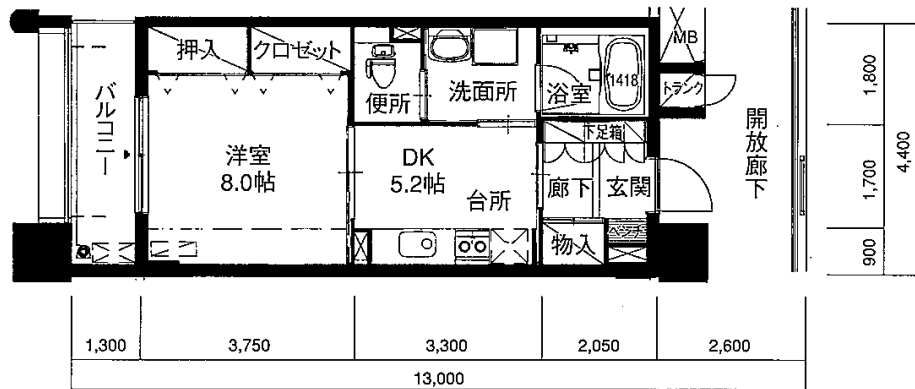 押入
クロゼット
便所
洗面所
浴室
1418
MB
トランク
バルコニー
洋室
8.0帖
DK
5.2帖
台所
下足箱
廊下
玄関
物入
ベンチ
開放廊下
1,800
1,700
900
4,400
1,300
3,750
3,300
2,050
2,600
13,000